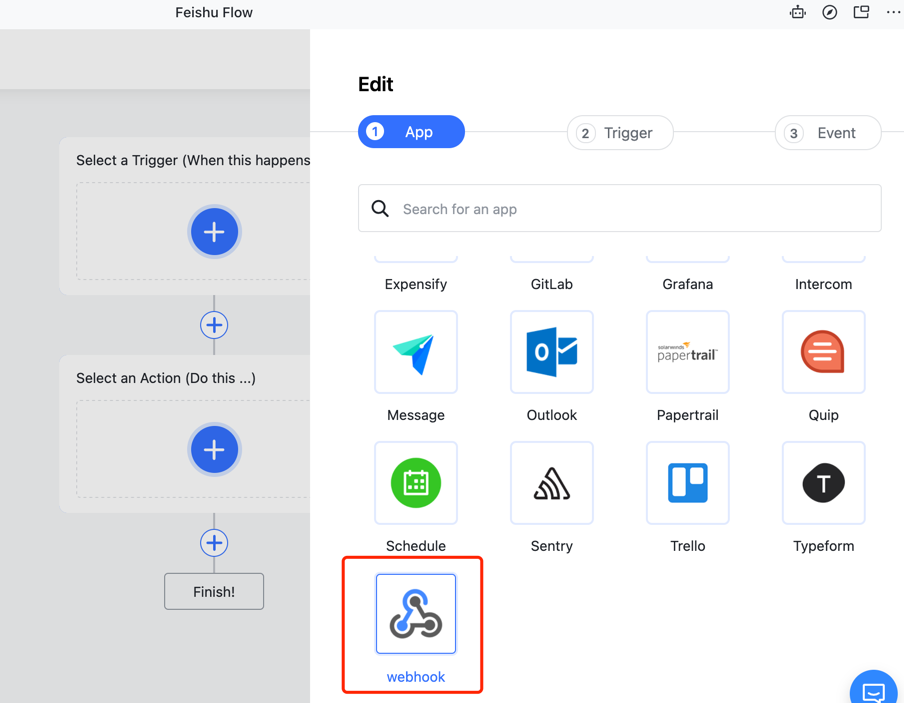 Feishu Flow
Edit
1 App
2 Trigger
3 Event
Select a Trigger (When this happens
Search for an app
Expensify
GitLab
Grafana
Intercom
solarwinds
papertrail
Message
Outlook
Papertrail
Quip
Select an Action (Do this ...)
T
Schedule
Sentry
Trello
Typeform
Finish!
webhook